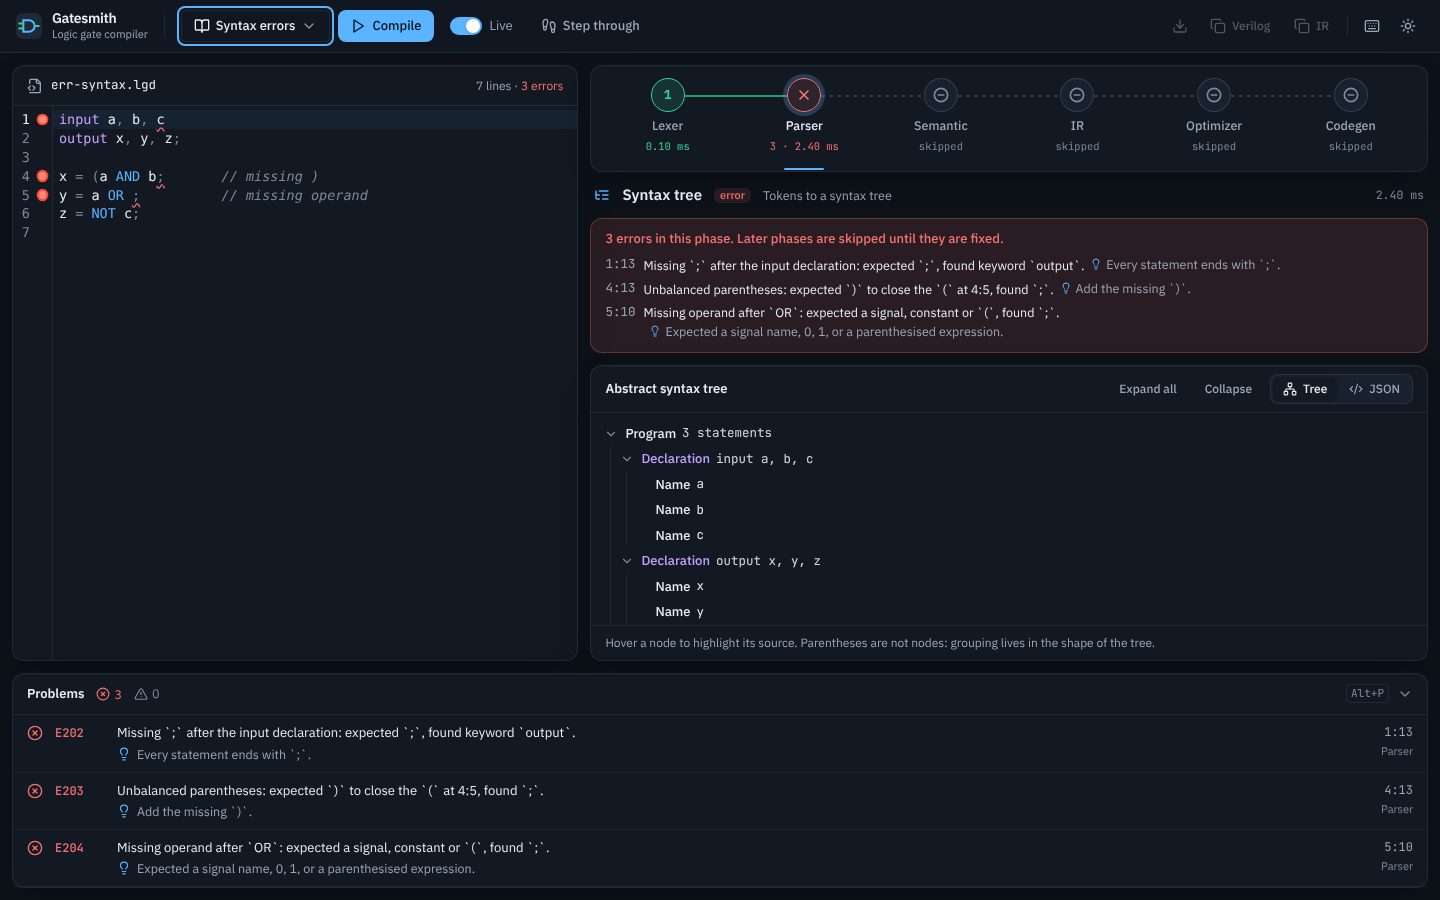 Gatesmith
Logic gate compiler
Syntax errors
Compile
Live
Step through
Verilog
IR
err-syntax.lgd
7 lines · 3 errors
1 input a, b, c
2 output x, y, z;
3
4 x = (a AND b; // missing )
5 y = a OR ; // missing operand
6 z = NOT c;
7
1
Lexer
0.10 ms
Parser
3 · 2.40 ms
Semantic
skipped
IR
skipped
Optimizer
skipped
Codegen
skipped
Syntax tree error Tokens to a syntax tree 2.40 ms
3 errors in this phase. Later phases are skipped until they are fixed.
1:13 Missing `;` after the input declaration: expected `;`, found keyword `output`. Every statement ends with `;`.
4:13 Unbalanced parentheses: expected `)` to close the `(` at 4:5, found `;`. Add the missing `)`.
5:10 Missing operand after `OR`: expected a signal, constant or `(`, found `;`.
Expected a signal name, 0, 1, or a parenthesised expression.
Abstract syntax tree Expand all Collapse Tree JSON
Program 3 statements
Declaration input a, b, c
Name a
Name b
Name c
Declaration output x, y, z
Name x
Name y
Hover a node to highlight its source. Parentheses are not nodes: grouping lives in the shape of the tree.
Problems 3 0 Alt+P
E202 Missing `;` after the input declaration: expected `;`, found keyword `output`. 1:13
Every statement ends with `;`. Parser
E203 Unbalanced parentheses: expected `)` to close the `(` at 4:5, found `;`. 4:13
Add the missing `)`. Parser
E204 Missing operand after `OR`: expected a signal, constant or `(`, found `;`. 5:10
Expected a signal name, 0, 1, or a parenthesised expression. Parser